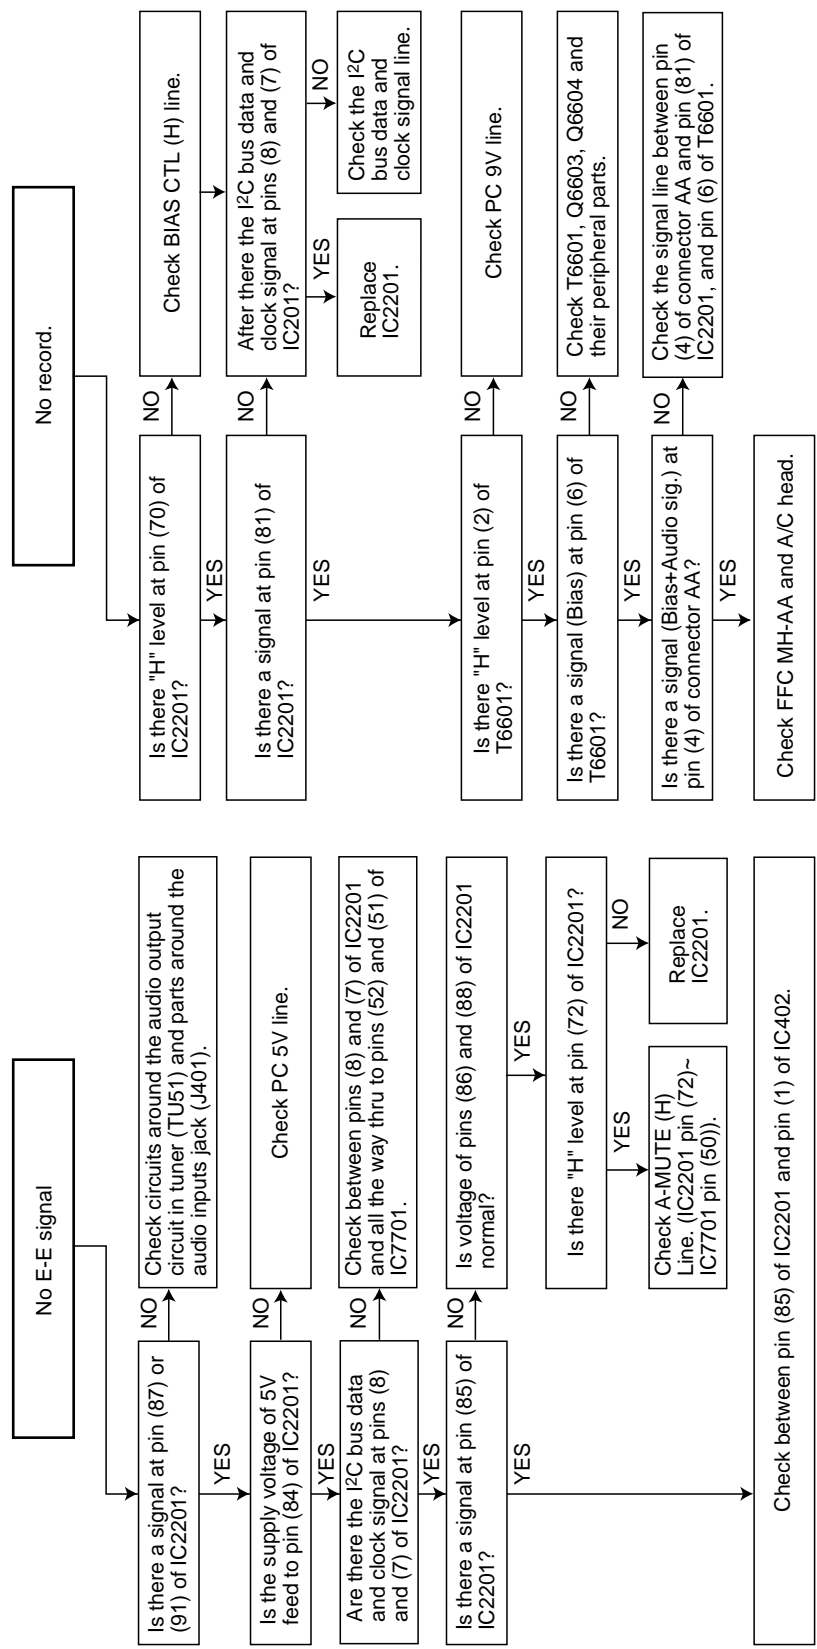 No E-E signal
Is there a signal at pin (87) or
(91) of IC2201?
NO
Check circuits around the audio output
circuit in tuner (TU51) and parts around the
audio inputs jack (J401).
YES
Is the supply voltage of 5V
feed to pin (84) of IC2201?
NO
Check PC 5V line.
YES
Are there the I²C bus data
and clock signal at pins (8)
and (7) of IC2201?
NO
Check between pins (8) and (7) of IC2201
and all the way thru to pins (52) and (51) of
IC7701.
YES
Is there a signal at pin (85) of
IC2201?
NO
Is voltage of pins (86) and (88) of IC2201
normal?
YES
YES
Is there "H" level at pin (72) of IC2201?
YES
NO
Check A-MUTE (H)
Line. (IC2201 pin (72)~
IC7701 pin (50)).
Replace
IC2201.
Check between pin (85) of IC2201 and pin (1) of IC402.
No record.
Is there "H" level at pin (70) of
IC2201?
NO
Check BIAS CTL (H) line.
YES
Is there a signal at pin (81) of
IC2201?
NO
After there the I²C bus data and
clock signal at pins (8) and (7) of
IC201?
YES
YES
NO
Replace
IC2201.
Check the I²C
bus data and
clock signal line.
Is there "H" level at pin (2) of
T6601?
NO
Check PC 9V line.
YES
Is there a signal (Bias) at pin (6) of
T6601?
NO
Check T6601, Q6603, Q6604 and
their peripheral parts.
YES
Is there a signal (Bias+Audio sig.) at
pin (4) of connector AA?
NO
Check the signal line between pin
(4) of connector AA and pin (81) of
IC2201, and pin (6) of T6601.
YES
Check FFC MH-AA and A/C head.